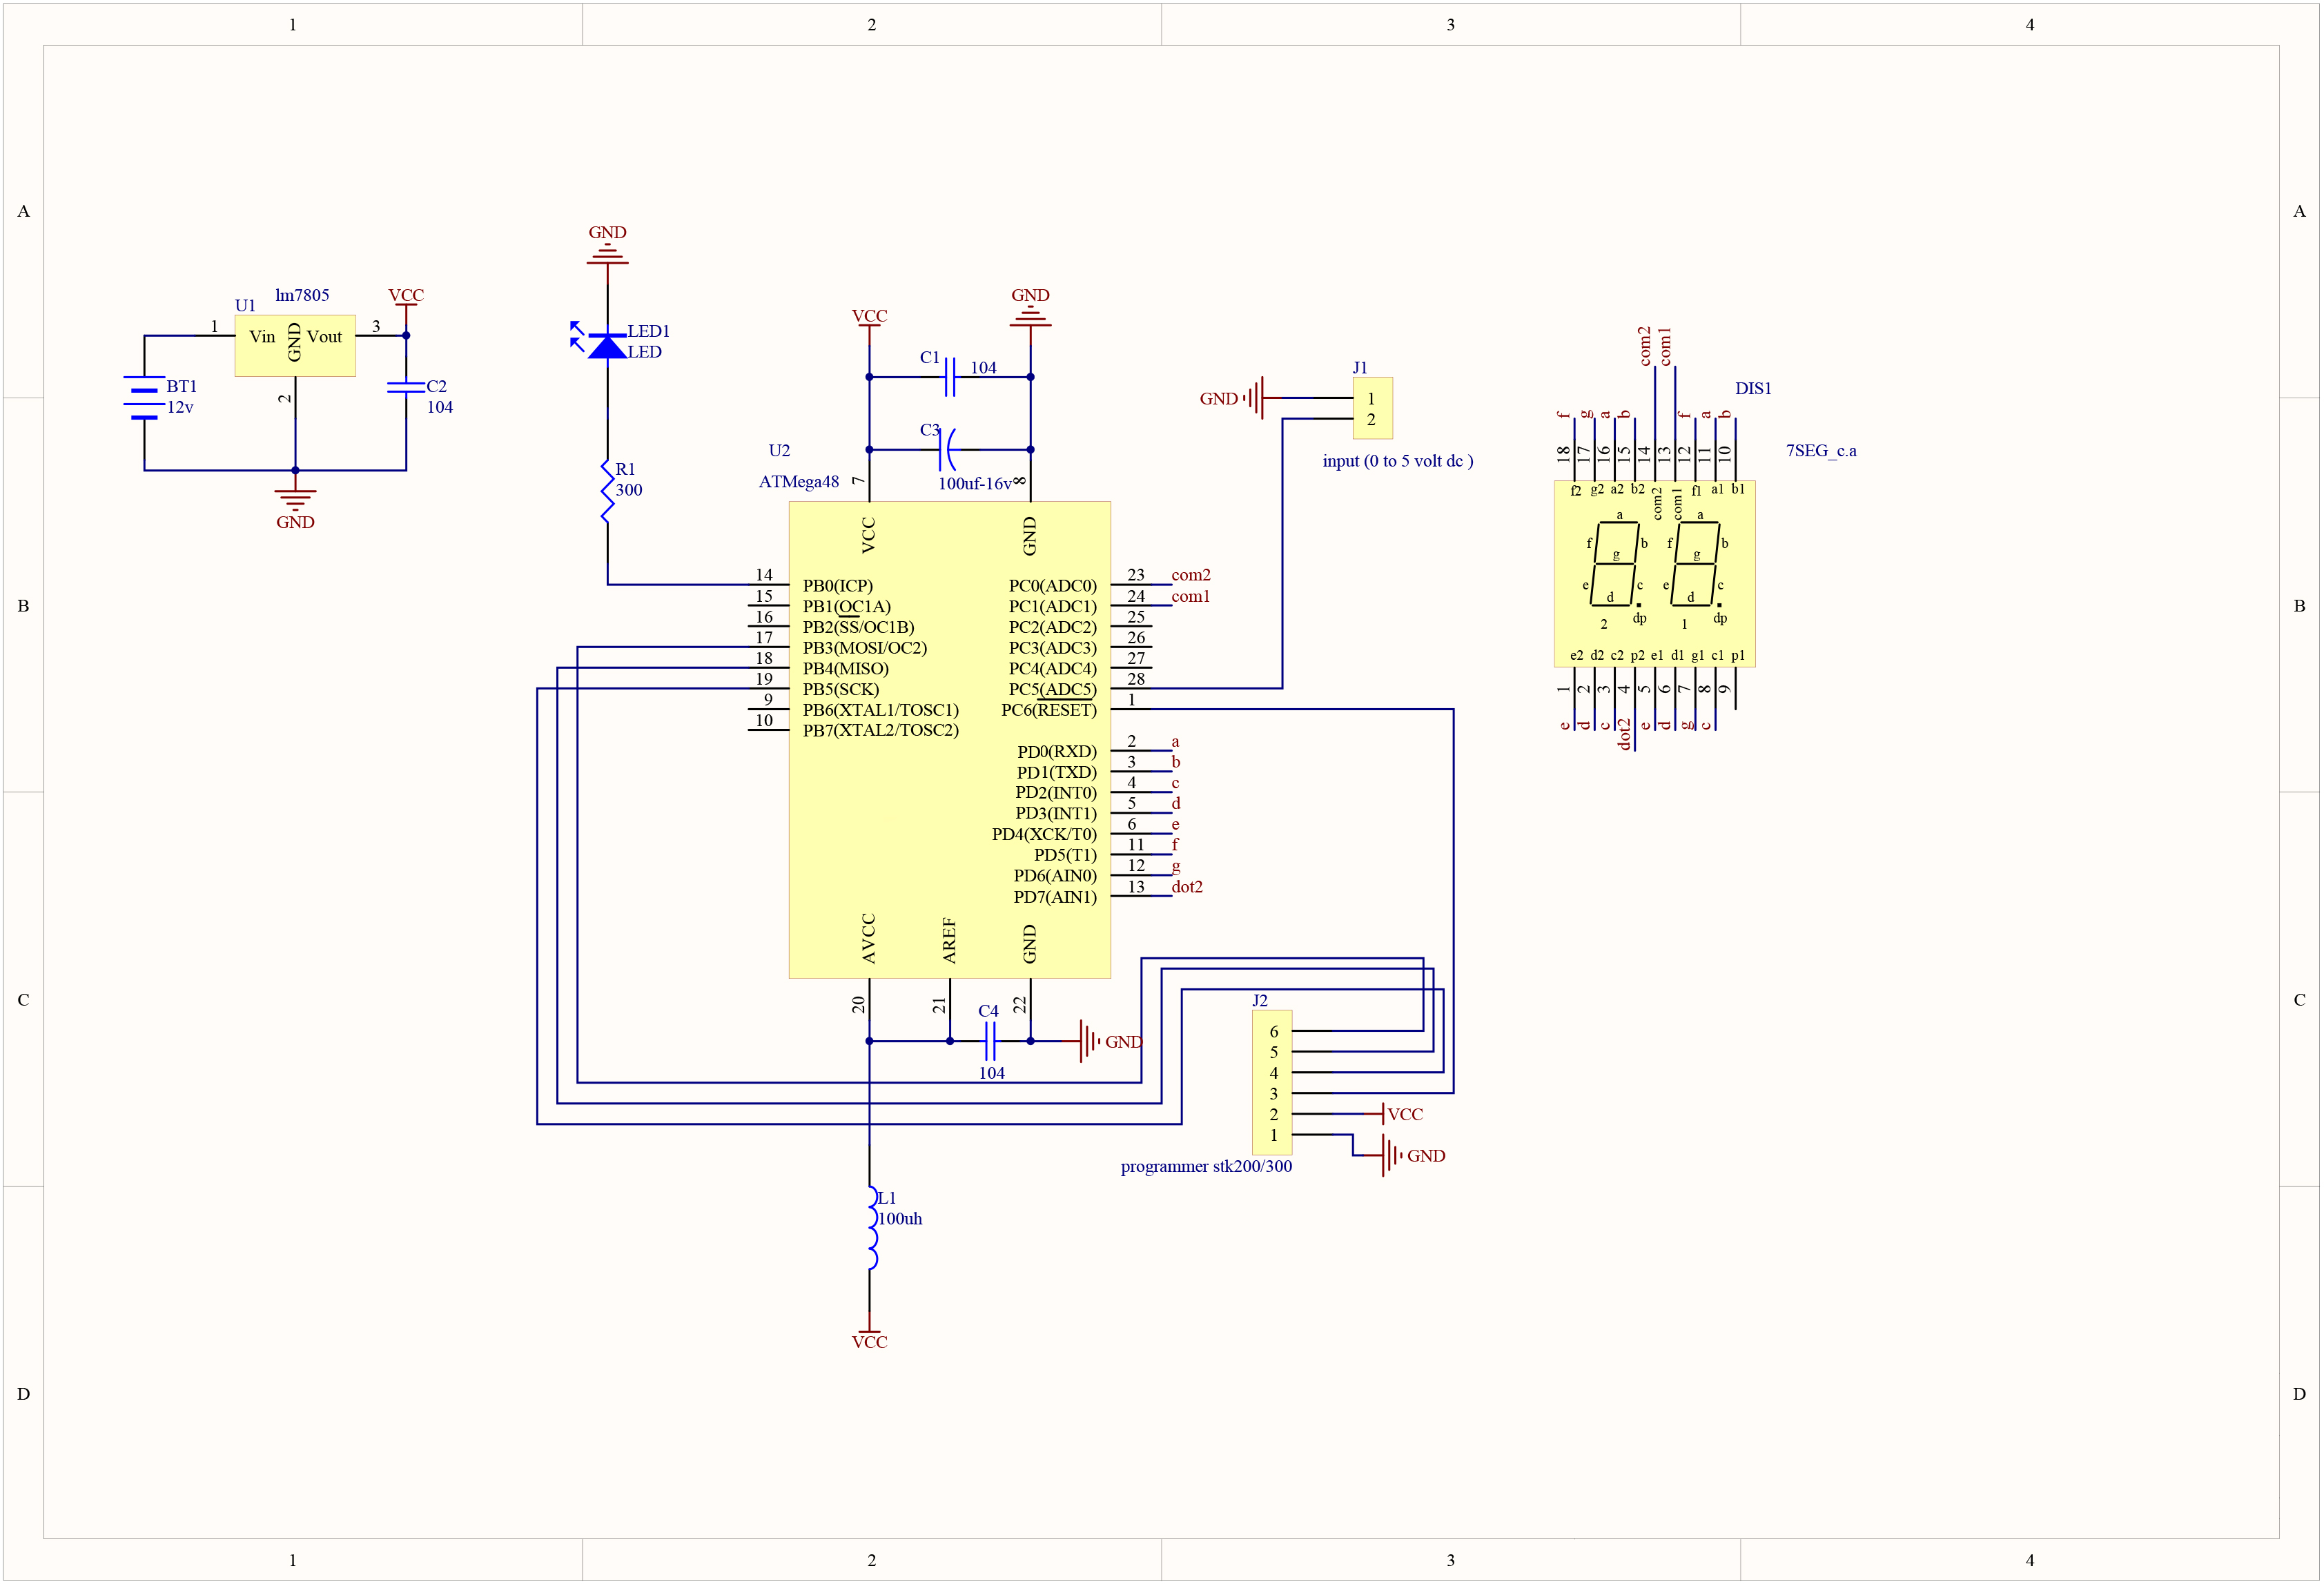 1 2 3 4
A A
B B
C C
D D
1 2 3 4
lm7805
U1
1 Vin GND Vout 3
2
VCC
BT1
12v
C2
104
GND
GND
LED1
LED
R1
300
VCC
GND
C1 104
C3
100uf-16v
U2
ATMega48
7 8
VCC GND
14 PB0(ICP)
15 PB1(OC1A)
16 PB2(SS/OC1B)
17 PB3(MOSI/OC2)
18 PB4(MISO)
19 PB5(SCK)
9 PB6(XTAL1/TOSC1)
10 PB7(XTAL2/TOSC2)
PC0(ADC0) 23 com2
PC1(ADC1) 24 com1
PC2(ADC2) 25
PC3(ADC3) 26
PC4(ADC4) 27
PC5(ADC5) 28
PC6(RESET) 1
PD0(RXD) 2 a
PD1(TXD) 3 b
PD2(INT0) 4 c
PD3(INT1) 5 d
PD4(XCK/T0) 6 e
PD5(T1) 11 f
PD6(AIN0) 12 g
PD7(AIN1) 13 dot2
AVCC AREF GND
20 21 22
C4
104
GND
L1
100uh
VCC
J1
GND 1
2
input (0 to 5 volt dc )
J2
6
5
4
3
2 VCC
1 GND
programmer stk200/300
DIS1
7SEG_c.a
com2 com1
f g a b f a b
18 17 16 15 14 13 12 11 10
f2 g2 a2 b2 com2 com1 f1 a1 b1
a a
f b f b
g g
e c e c
d d
dp dp
2 1
e2 d2 c2 p2 e1 d1 g1 c1 p1
1 2 3 4 5 6 7 8 9
e d c dot2 e d g c